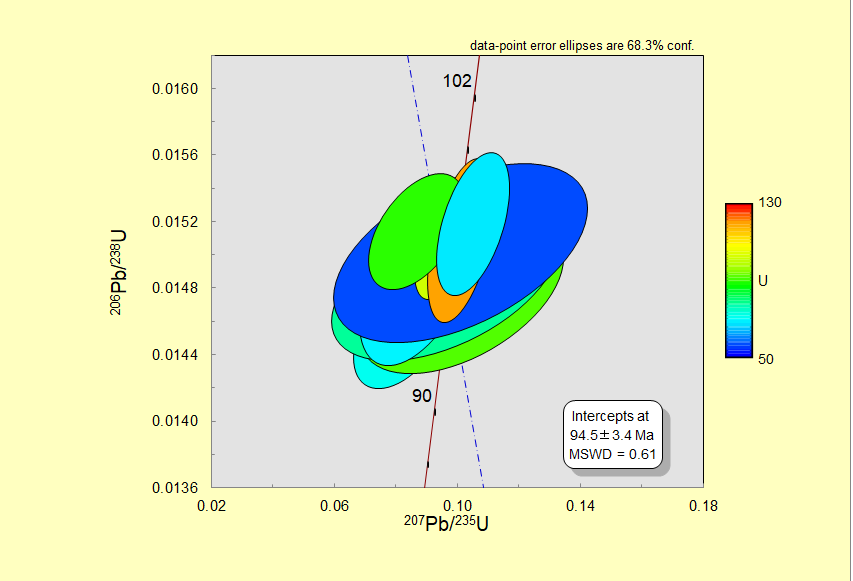 data-point error ellipses are 68.3% conf.
102
0.0160
0.0156
0.0152
0.0148
0.0144
0.0140
0.0136
206Pb/238U
90
130
U
50
Intercepts at
94.5±3.4 Ma
MSWD = 0.61
0.02 0.06 0.10 0.14 0.18
207Pb/235U